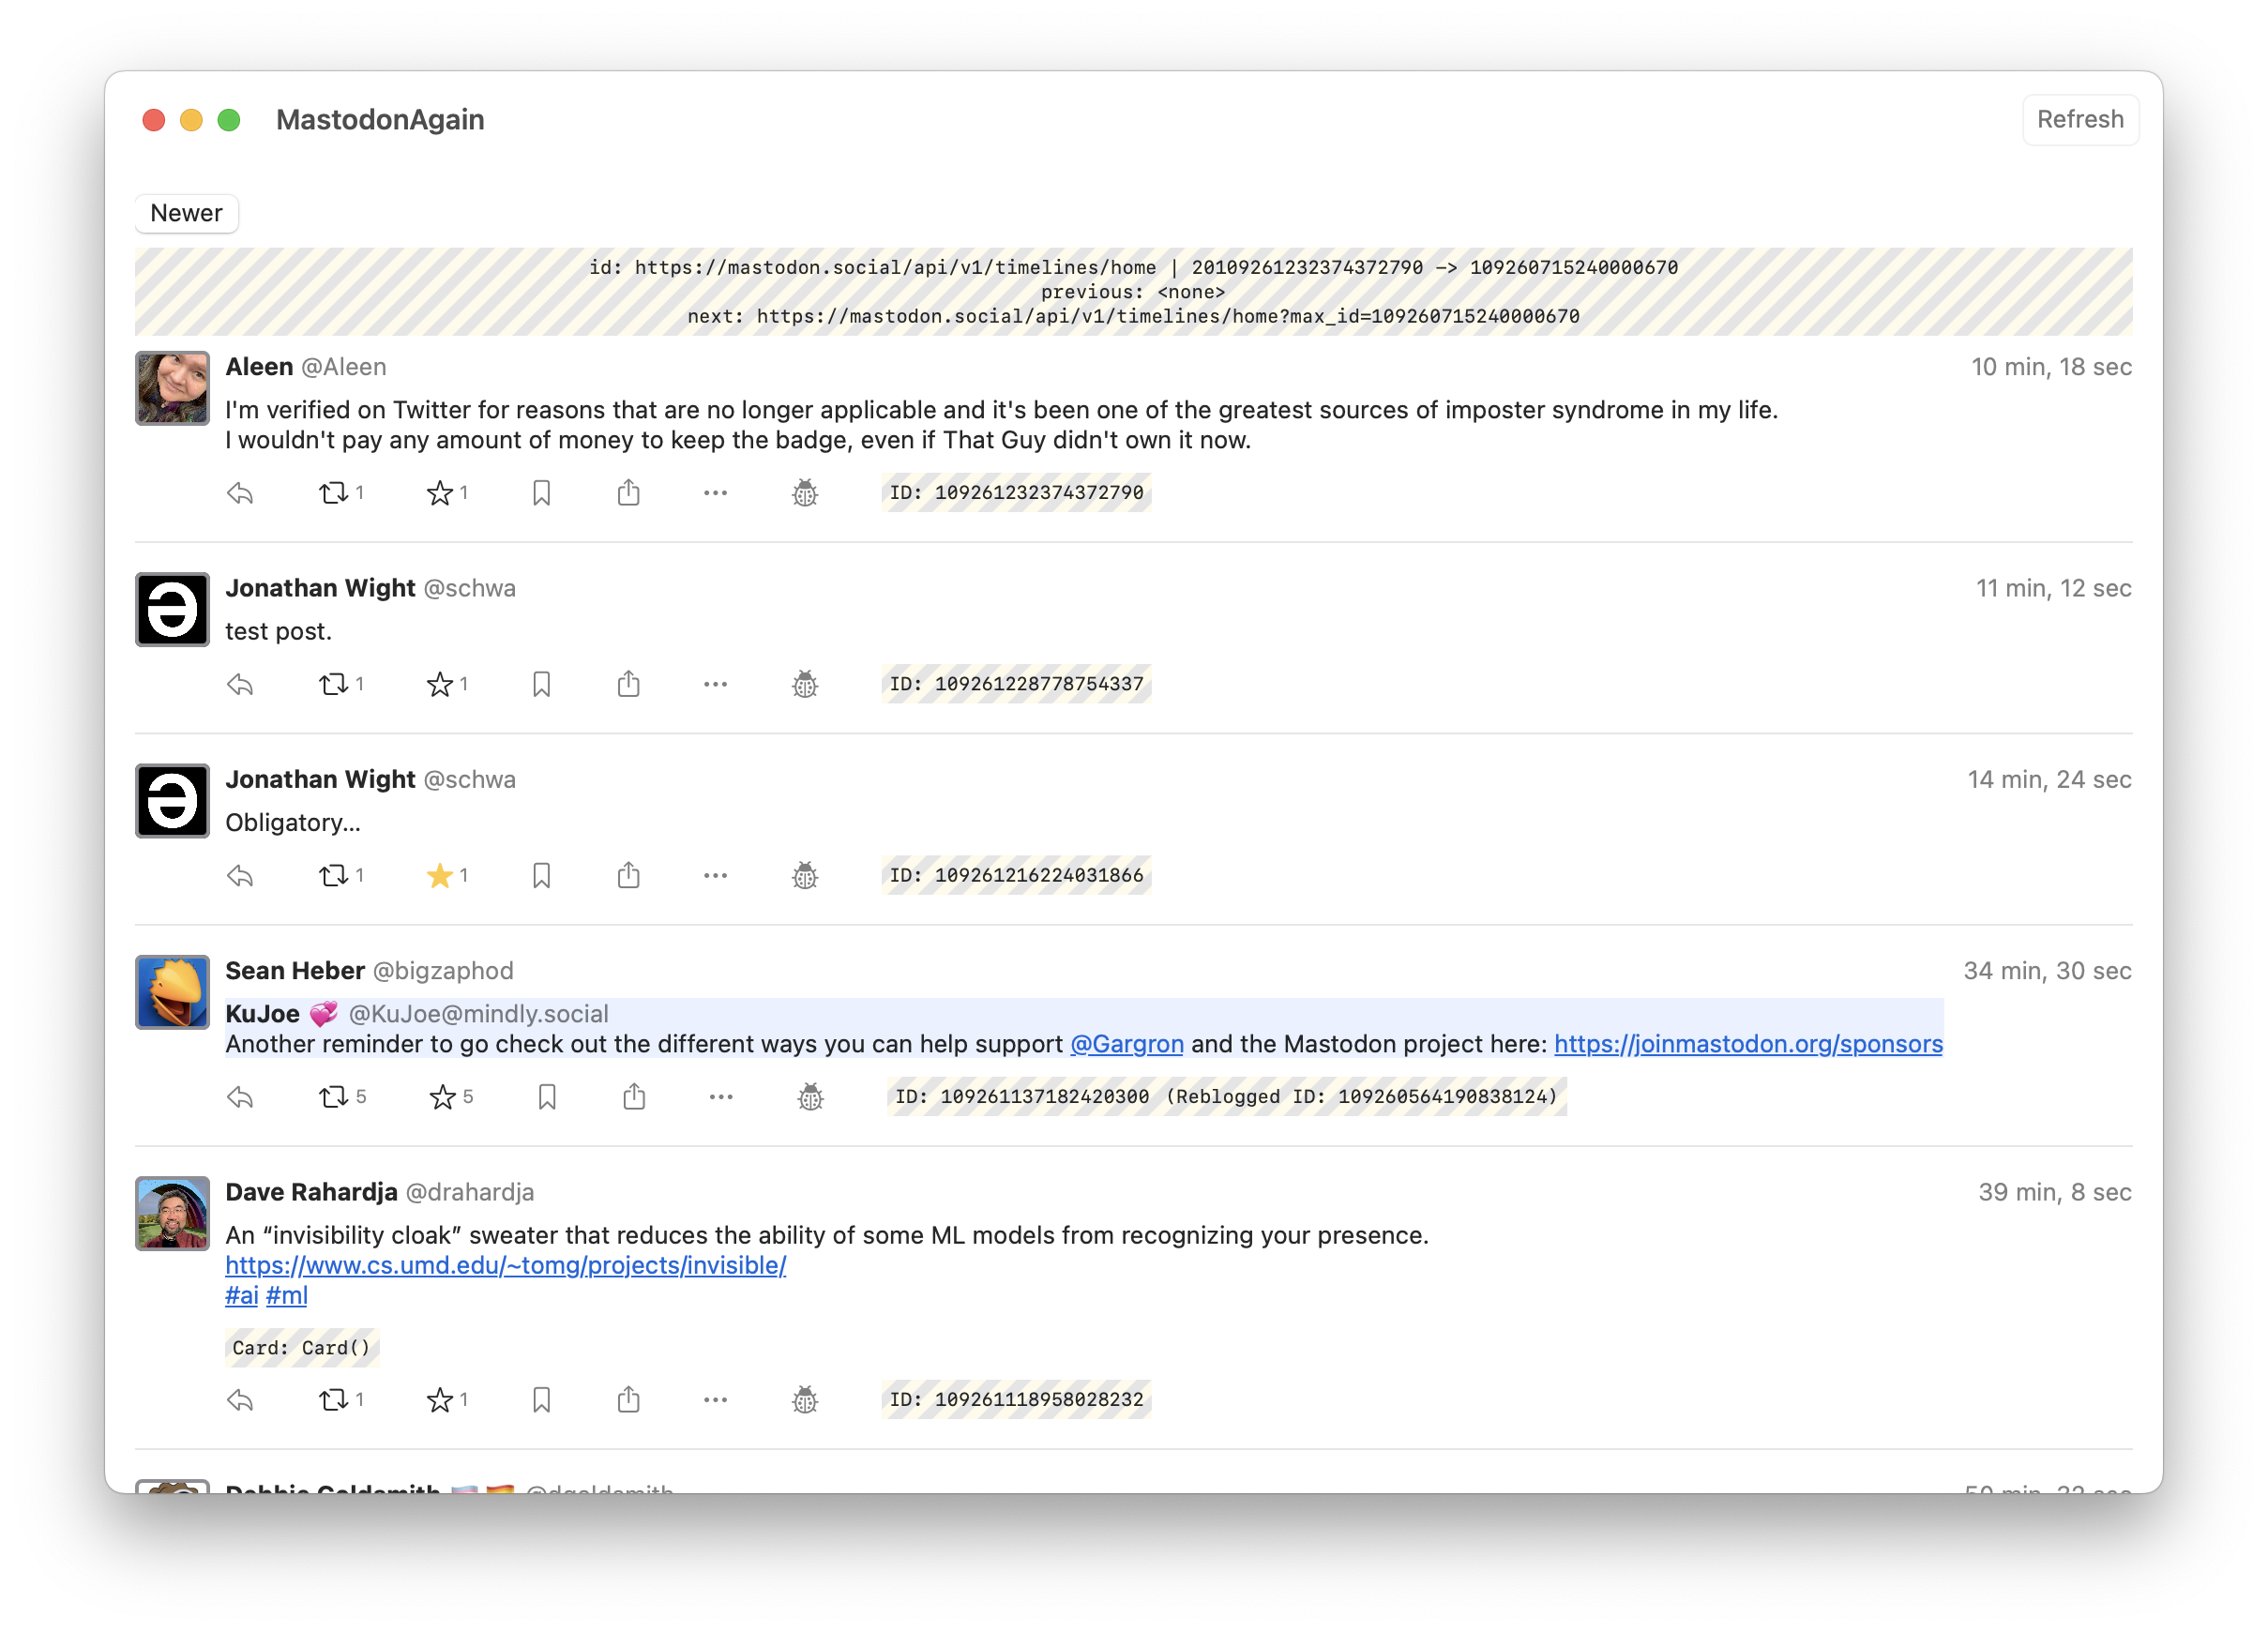 MastodonAgain
Refresh
Newer
id: https://mastodon.social/api/v1/timelines/home | 20109261232374372790 —> 109260715240000670
previous: <none>
next: https://mastodon.social/api/v1/timelines/home?max_id=109260715240000670
Aleen @Aleen 10 min, 18 sec
I'm verified on Twitter for reasons that are no longer applicable and it's been one of the greatest sources of imposter syndrome in my life.
I wouldn't pay any amount of money to keep the badge, even if That Guy didn't own it now.
1 1 ID: 109261232374372790
Jonathan Wight @schwa 11 min, 12 sec
test post.
1 1 ID: 109261228778754337
Jonathan Wight @schwa 14 min, 24 sec
Obligatory...
1 1 ID: 109261216224031866
Sean Heber @bigzaphod 34 min, 30 sec
KuJoe 💞 @KuJoe@mindly.social
Another reminder to go check out the different ways you can help support @Gargron and the Mastodon project here: https://joinmastodon.org/sponsors
5 5 ID: 109261137182420300 (Reblogged ID: 109260564190838124)
Dave Rahardja @drahardja 39 min, 8 sec
An “invisibility cloak” sweater that reduces the ability of some ML models from recognizing your presence.
https://www.cs.umd.edu/~tomg/projects/invisible/
#ai #ml
Card: Card()
1 1 ID: 109261118958028232
Debbie Goldsmith @dgoldsmith 50 min, 32 sec